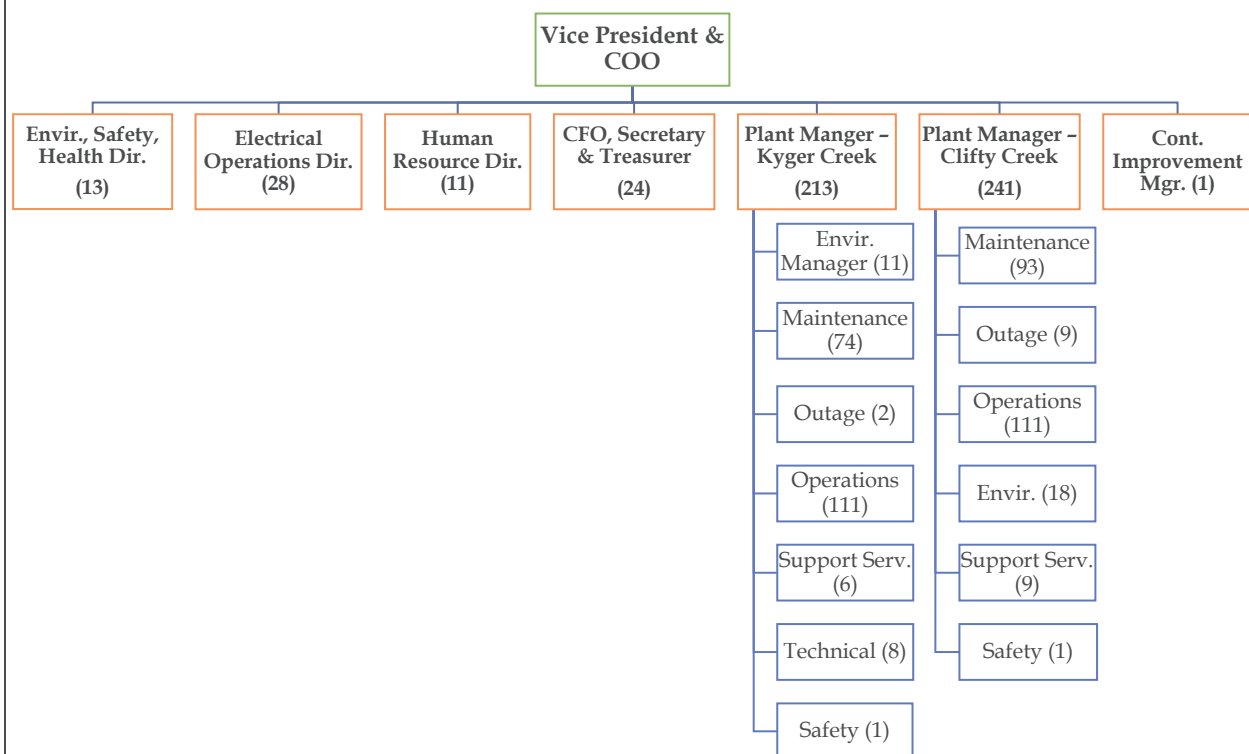 Vice President &
COO
Envir., Safety,
Health Dir.
(13)
Electrical
Operations Dir.
(28)
Human
Resource Dir.
(11)
CFO, Secretary
& Treasurer
(24)
Plant Manger –
Kyger Creek
(213)
Plant Manager –
Clifty Creek
(241)
Cont.
Improvement
Mgr. (1)
Envir.
Manager (11)
Maintenance
(74)
Outage (2)
Operations
(111)
Support Serv.
(6)
Technical (8)
Safety (1)
Maintenance
(93)
Outage (9)
Operations
(111)
Envir. (18)
Support Serv.
(9)
Safety (1)